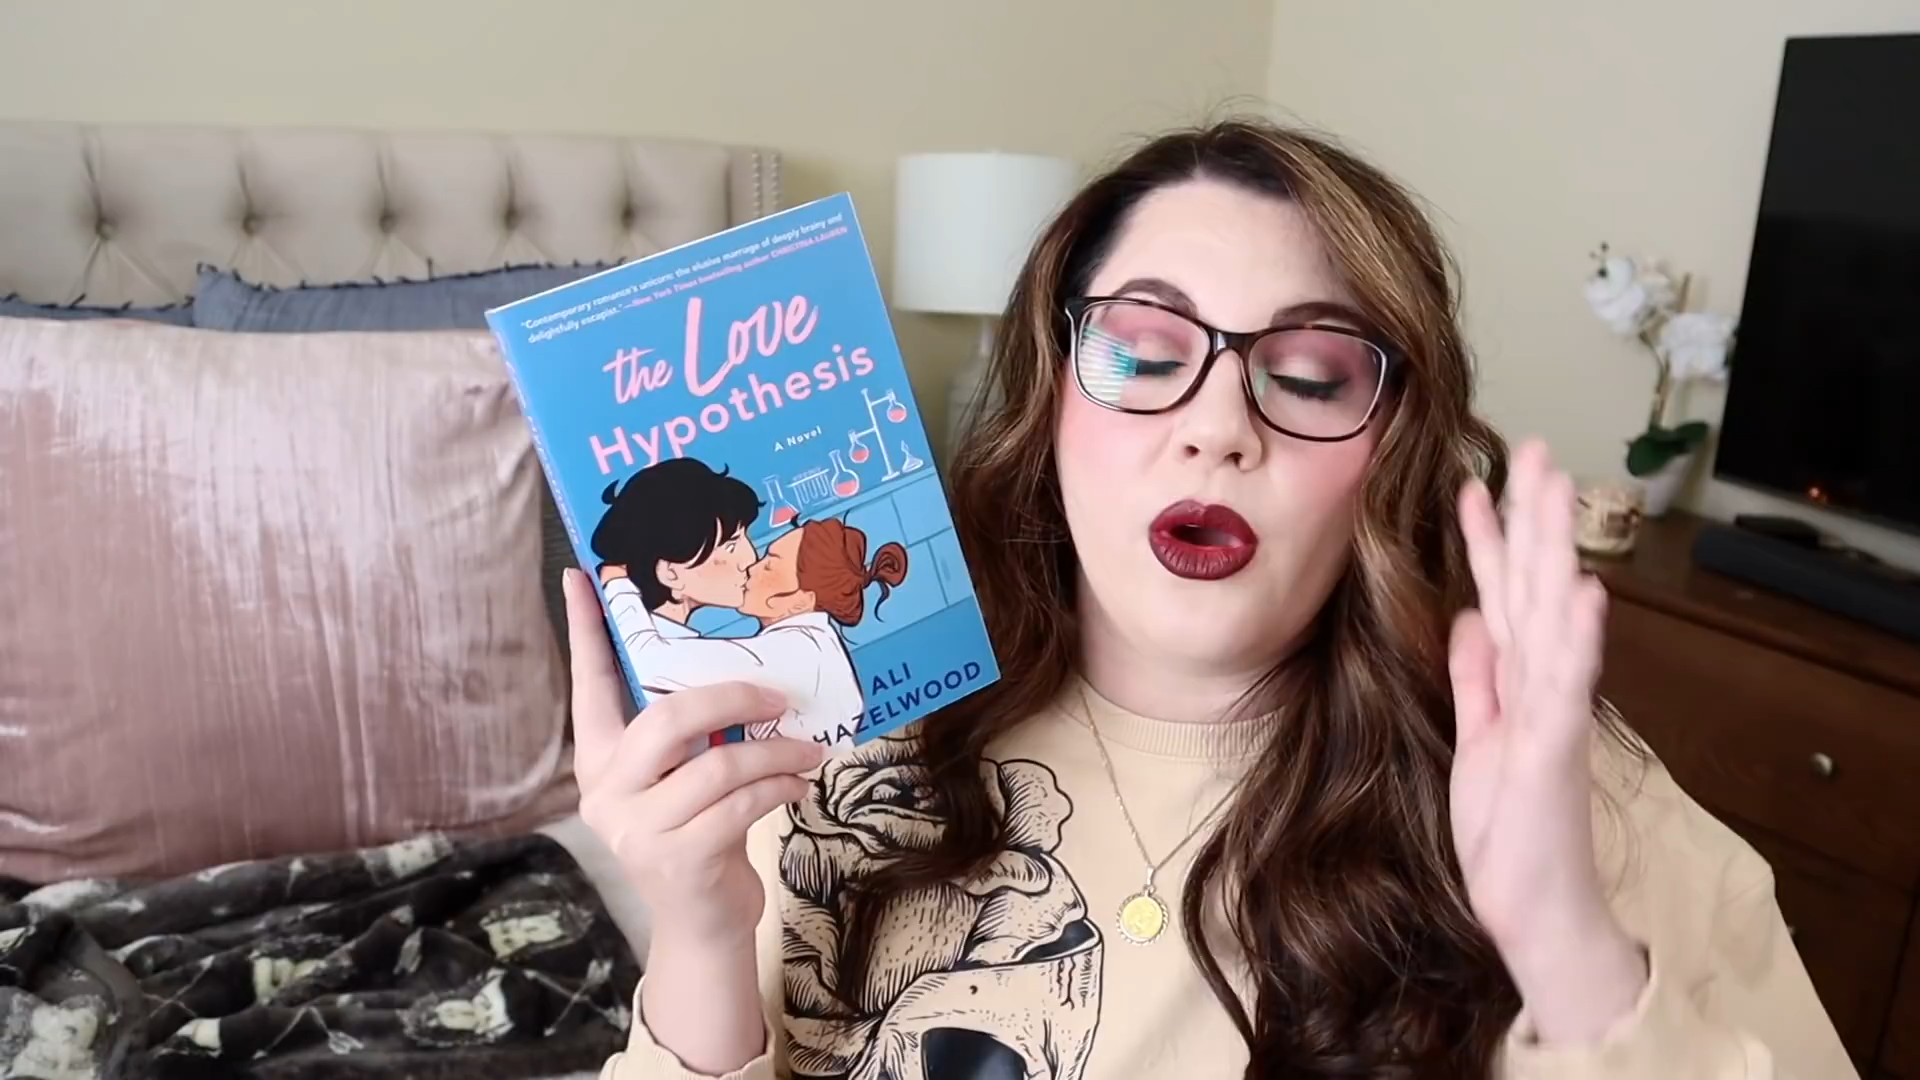 "Contemporary romance's unicorn: the elusive marriage of deeply brainy and
delightfully escapist."—New York Times bestselling author CHRISTINA LAUREN
the Love
Hypothesis
A Novel
ALI
HAZELWOOD